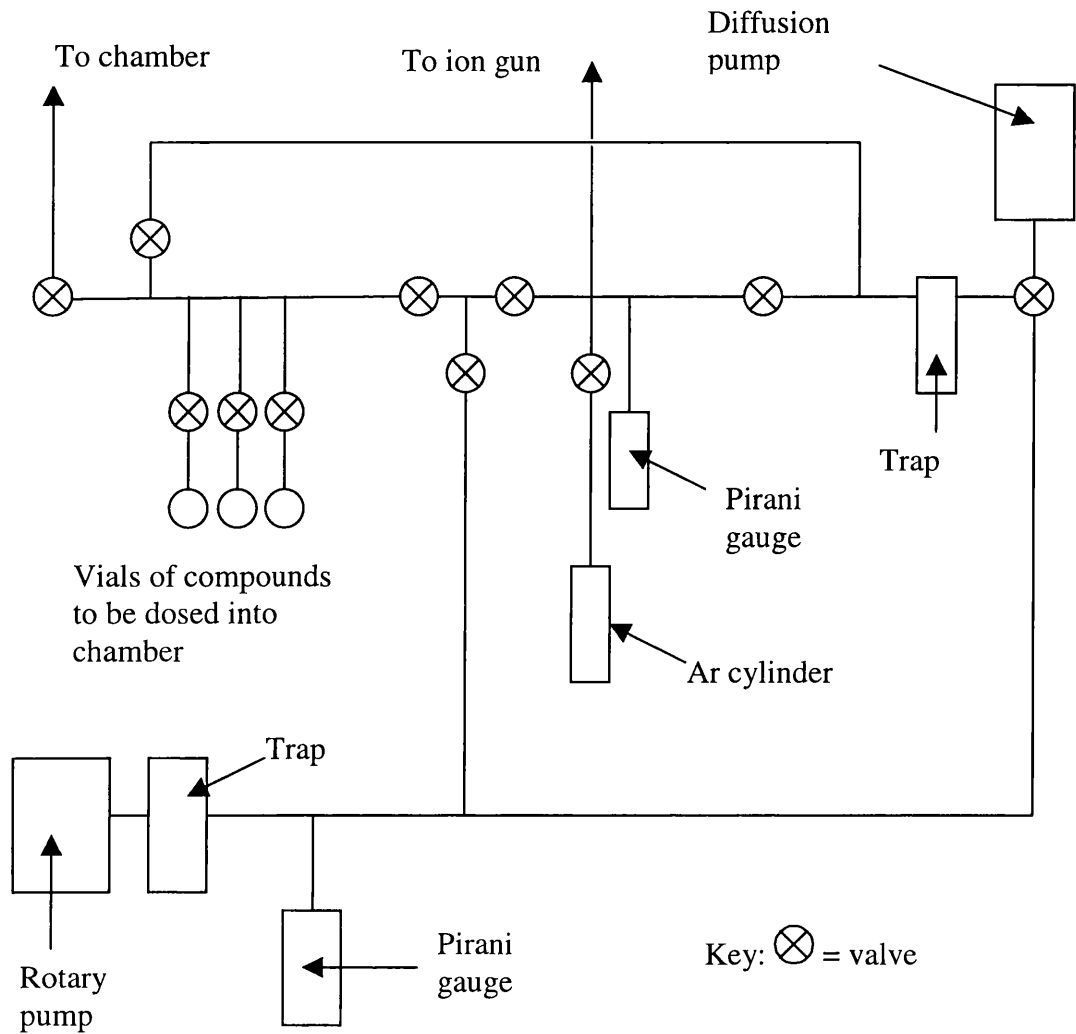 To chamber
To ion gun
Diffusion
pump
Trap
Pirani
gauge
Vials of compounds
to be dosed into
chamber
Ar cylinder
Trap
Rotary
pump
Pirani
gauge
Key: = valve